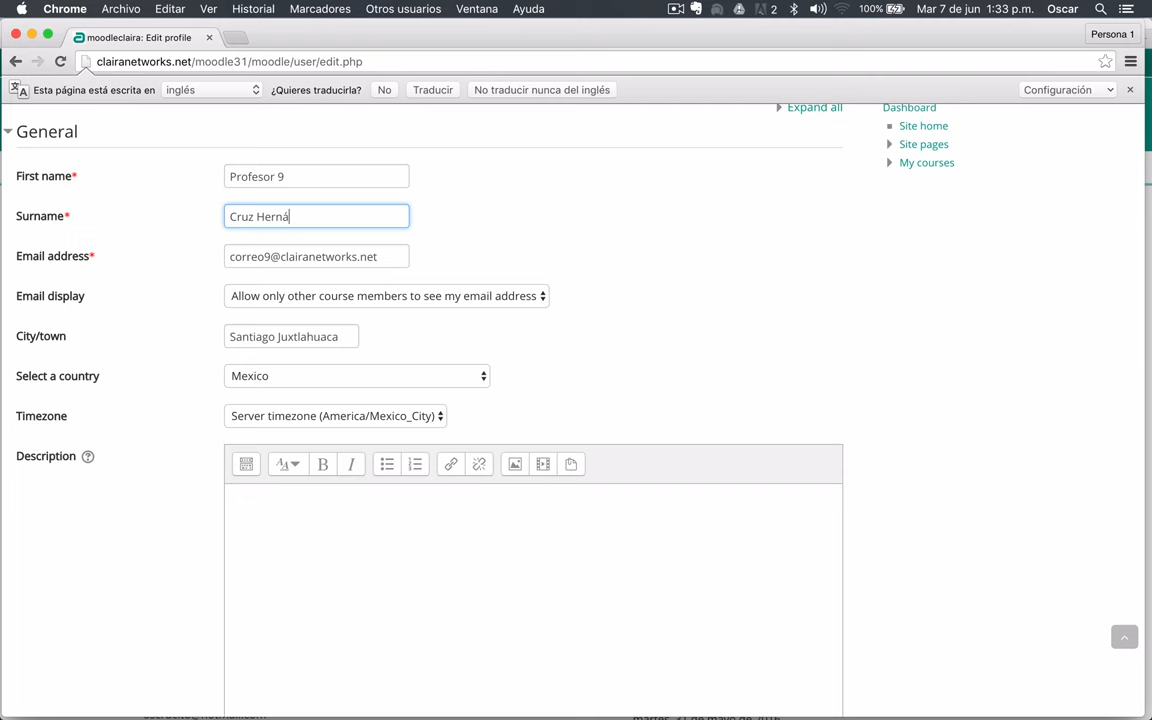 Chrome Archivo Editar Ver Historial Marcadores Otros usuarios Ventana Ayuda 2 100% Mar 7 de jun 1:33 p.m. Oscar
moodleclaira: Edit profile × Persona 1
clairanetworks.net/moodle31/moodle/user/edit.php
Esta página está escrita en inglés ¿Quieres traducirla? No Traducir No traducir nunca del inglés Configuración ×
Expand all Dashboard
General Site home
Site pages
My courses
First name* Profesor 9
Surname* Cruz Herná
Email address* correo9@clairanetworks.net
Email display Allow only other course members to see my email address
City/town Santiago Juxtlahuaca
Select a country Mexico
Timezone Server timezone (America/Mexico_City)
Description ?
B I